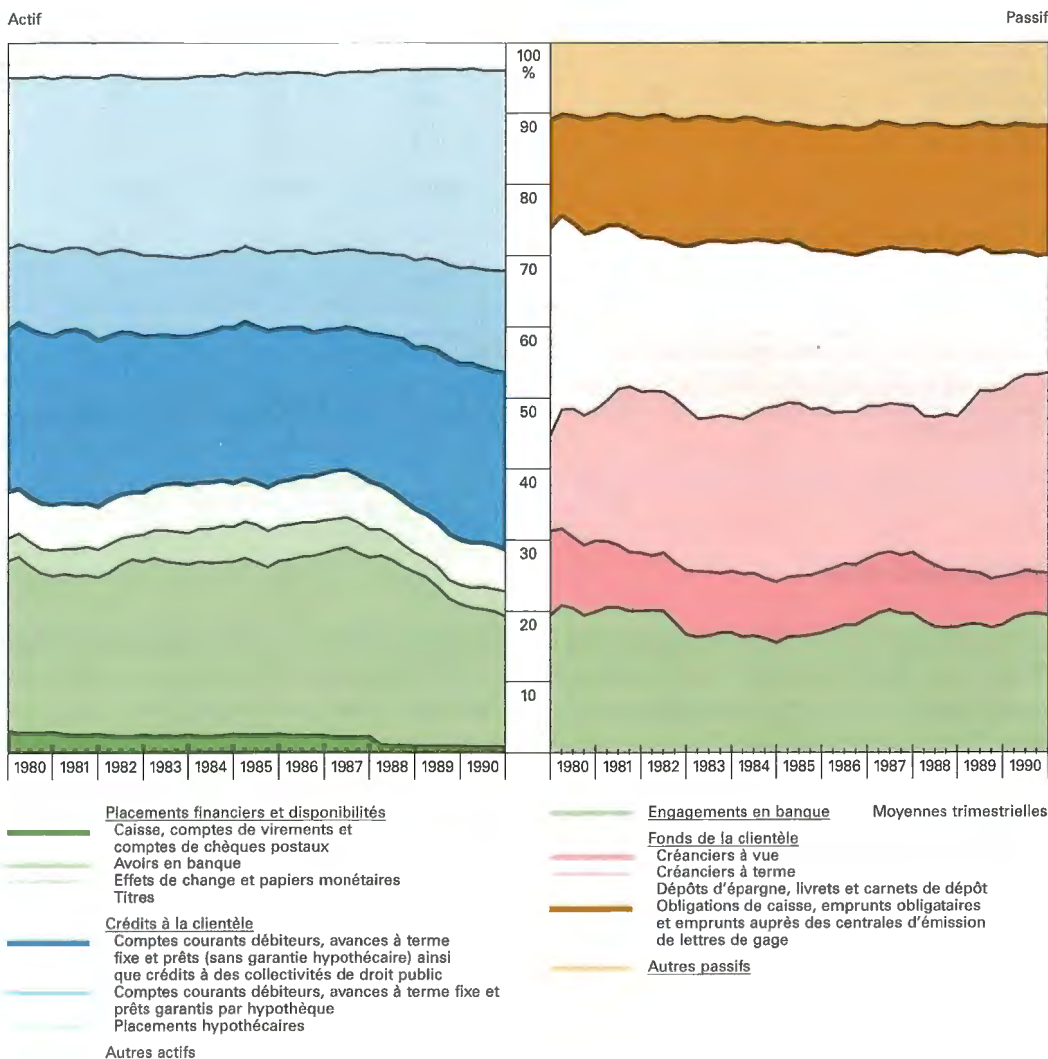 Actif
Passif
100
%
90
80
70
60
50
40
30
20
10
1980 1981 1982 1983 1984 1985 1986 1987 1988 1989 1990
1980 1981 1982 1983 1984 1985 1986 1987 1988 1989 1990
Placements financiers et disponibilités
Caisse, comptes de virements et
comptes de chèques postaux
Avoirs en banque
Effets de change et papiers monétaires
Titres
Crédits à la clientèle
Comptes courants débiteurs, avances à terme
fixe et prêts (sans garantie hypothécaire) ainsi
que crédits à des collectivités de droit public
Comptes courants débiteurs, avances à terme fixe et
prêts garantis par hypothèque
Placements hypothécaires
Autres actifs
Engagements en banque
Moyennes trimestrielles
Fonds de la clientèle
Créanciers à vue
Créanciers à terme
Dépôts d'épargne, livrets et carnets de dépôt
Obligations de caisse, emprunts obligataires
et emprunts auprès des centrales d'émission
de lettres de gage
Autres passifs